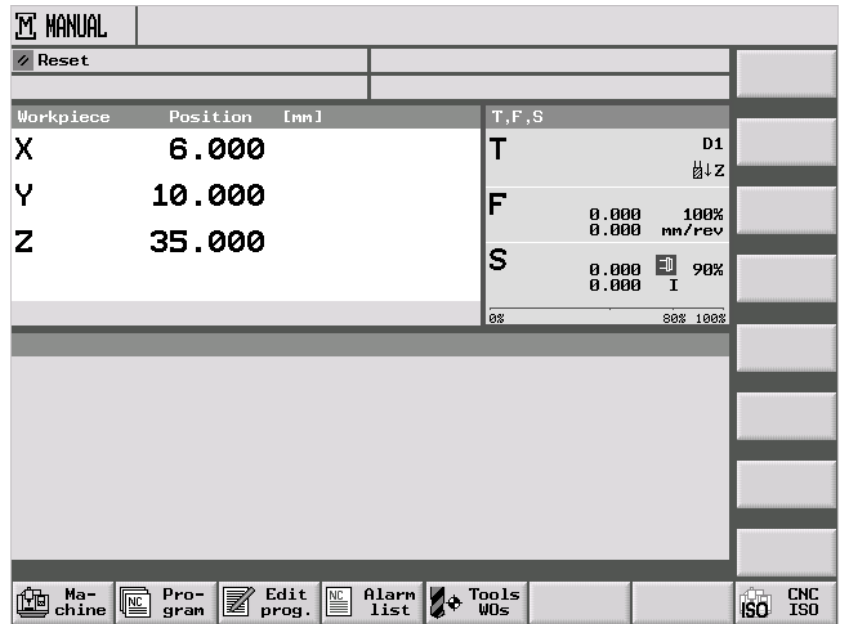 M MANUAL
Reset
Workpiece Position [mm] T,F,S
X 6.000 T D1
Z
Y 10.000 F 0.000 100%
0.000 mm/rev
Z 35.000 S 0.000 90%
0.000 I
0% 80% 100%
Ma-
chine
NC Pro-
gram
Edit
prog.
NC Alarm
list
Tools
WOs
ISO CNC
ISO